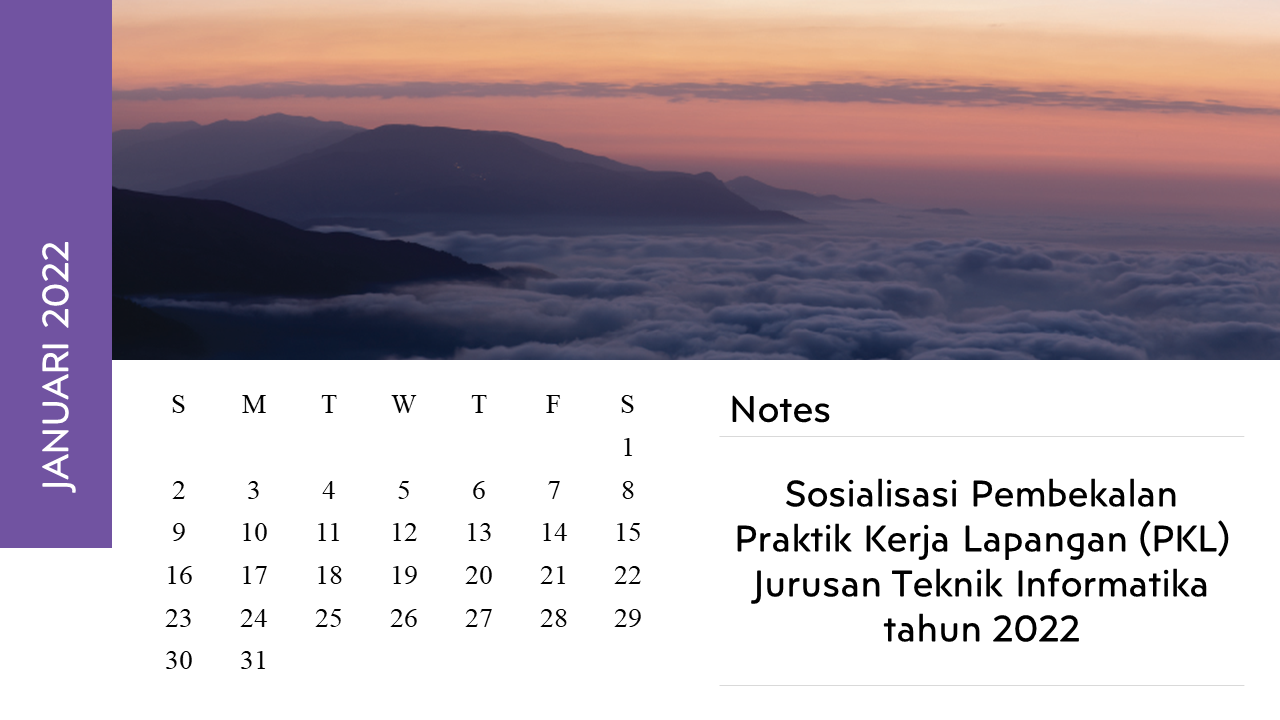 JANUARI 2022
S M T W T F S
1
2 3 4 5 6 7 8
9 10 11 12 13 14 15
16 17 18 19 20 21 22
23 24 25 26 27 28 29
30 31
Notes
Sosialisasi Pembekalan
Praktik Kerja Lapangan (PKL)
Jurusan Teknik Informatika
tahun 2022